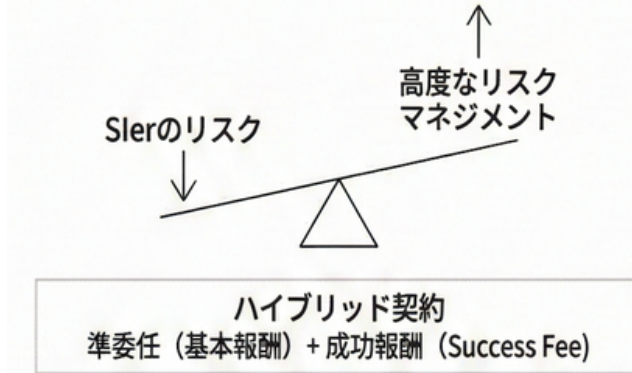 高度なリスク
マネジメント
SIerのリスク
ハイブリッド契約
準委任（基本報酬）+ 成功報酬（Success Fee)